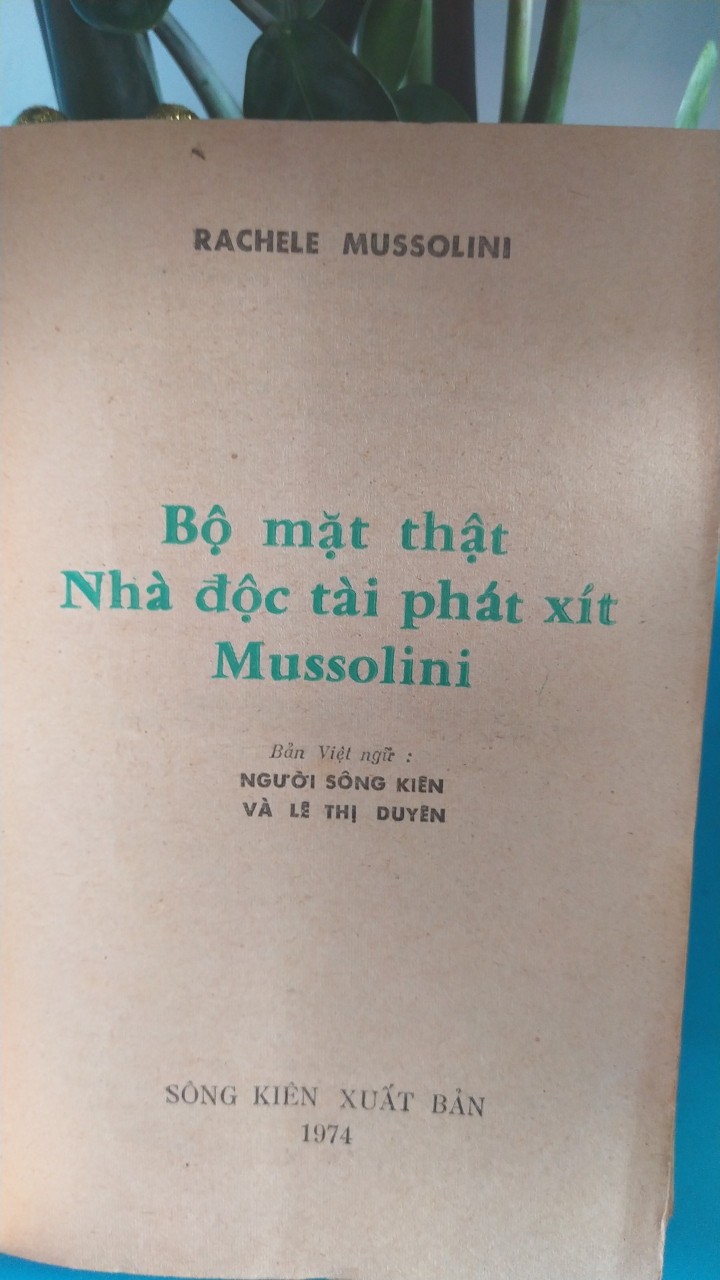 RACHELE MUSSOLINI
Bộ mặt thật
Nhà độc tài phát xít
Mussolini
Bản Việt ngữ :
NGƯỜI SÔNG KIÊN
VÀ LÊ THỊ DUYÊN
SÔNG KIÊN XUẤT BẢN
1974